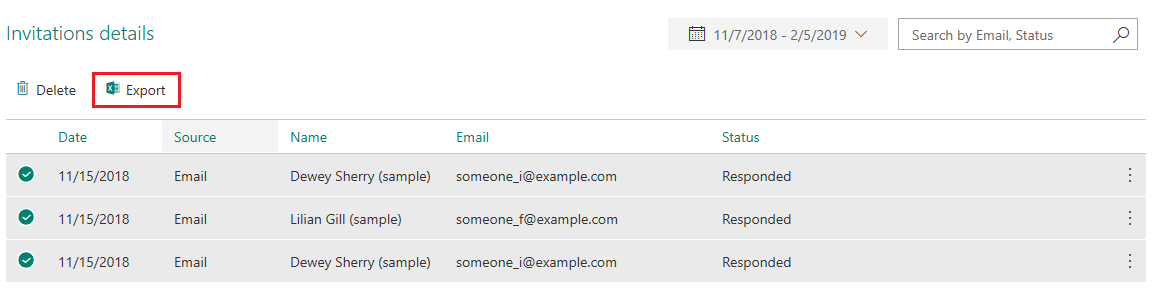 Invitations details
11/7/2018 - 2/5/2019
Search by Email, Status
Delete Export
Date Source Name Email Status
11/15/2018 Email Dewey Sherry (sample) someone_i@example.com Responded
11/15/2018 Email Lilian Gill (sample) someone_f@example.com Responded
11/15/2018 Email Dewey Sherry (sample) someone_i@example.com Responded